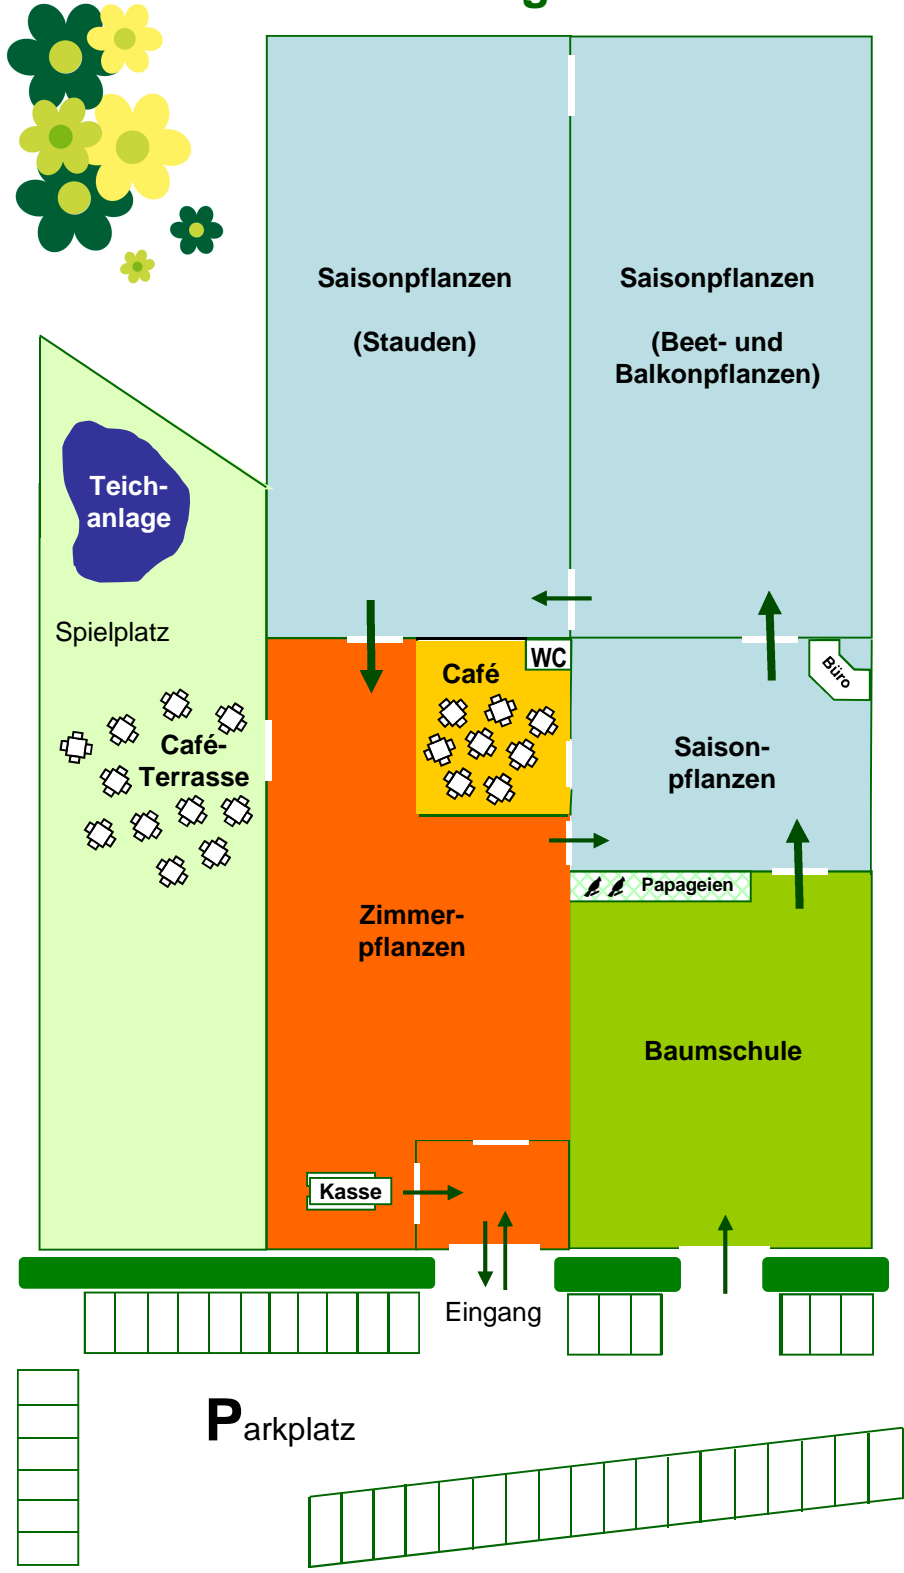 Saisonpflanzen
(Stauden)
Saisonpflanzen
(Beet- und
Balkonpflanzen)
Teich-
anlage
Spielplatz
Café-
Terrasse
Café
WC
Büro
Saison-
pflanzen
Papageien
Zimmer-
pflanzen
Baumschule
Kasse
Eingang
Parkplatz